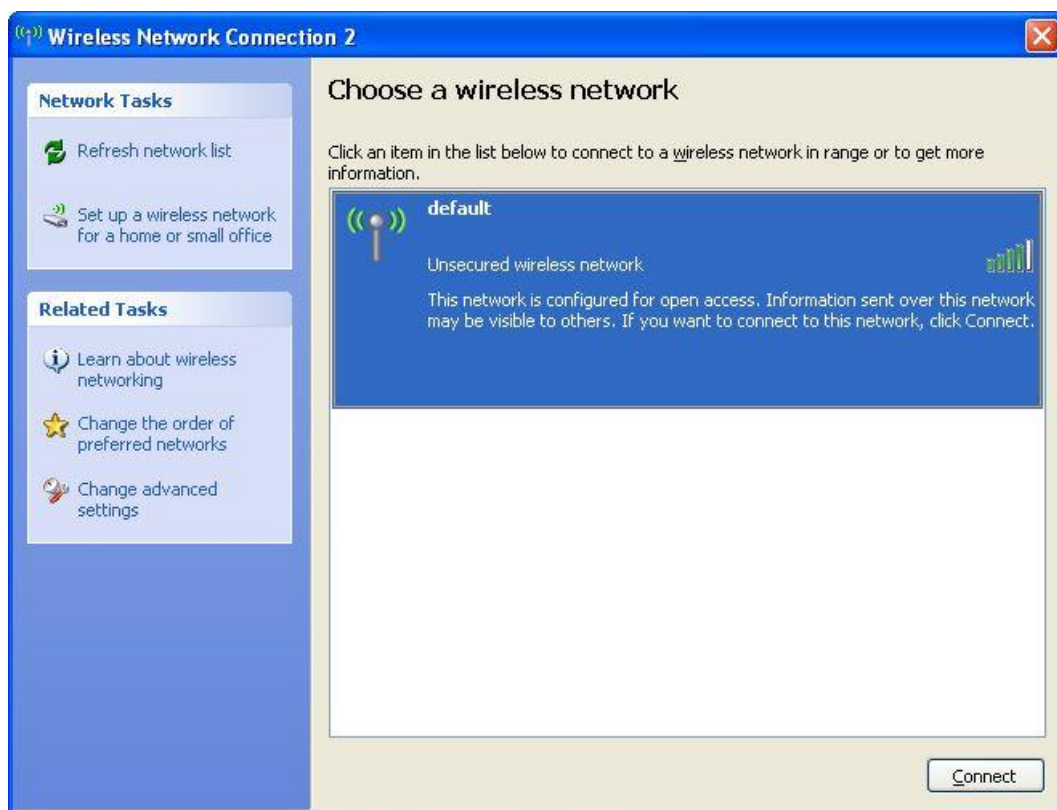 Wireless Network Connection 2
Network Tasks
Refresh network list
Set up a wireless network
for a home or small office
Related Tasks
Learn about wireless
networking
Change the order of
preferred networks
Change advanced
settings
Choose a wireless network
Click an item in the list below to connect to a wireless network in range or to get more
information.
default
Unsecured wireless network
This network is configured for open access. Information sent over this network
may be visible to others. If you want to connect to this network, click Connect.
Connect